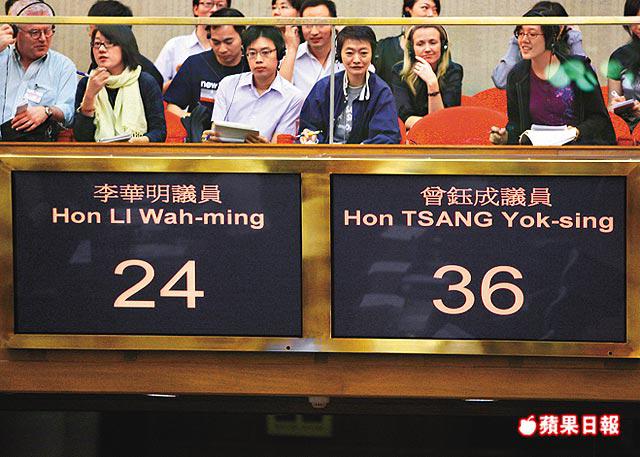 李華明議員
Hon LI Wah-ming
24
曾鈺成議員
Hon TSANG Yok-sing
36
蘋果日報